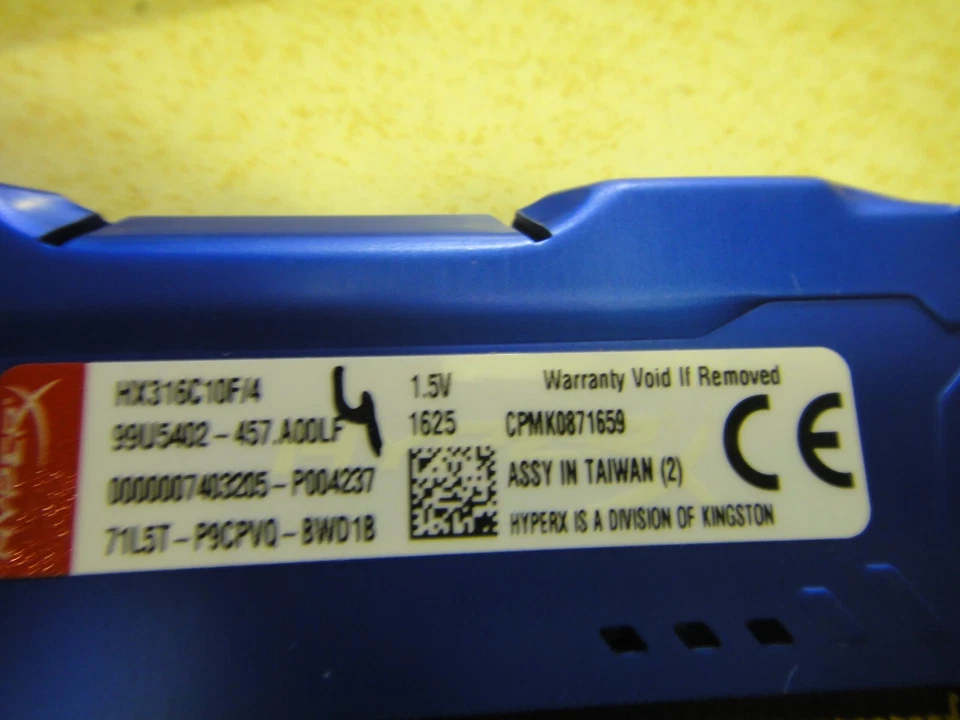 HYPERX
HX316C10F/4
99U5402-457.A00LF
4
0000007403205-P004237
71L5T-P9CPVQ-BWD1B
1.5V
Warranty Void If Removed
1625
CPMK0871659
CE
ASSY IN TAIWAN (2)
HYPERX IS A DIVISION OF KINGSTON